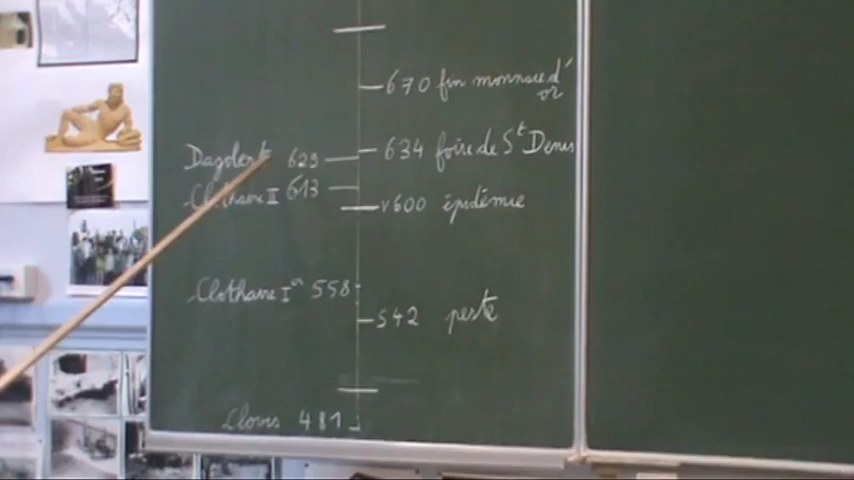 670 fin monnaie d'
or
Dagobert 629
634 foire de St Denis
Clothaire II 613
v600 épidémie
Clothaire Ier 558
542 peste
Clovis 481